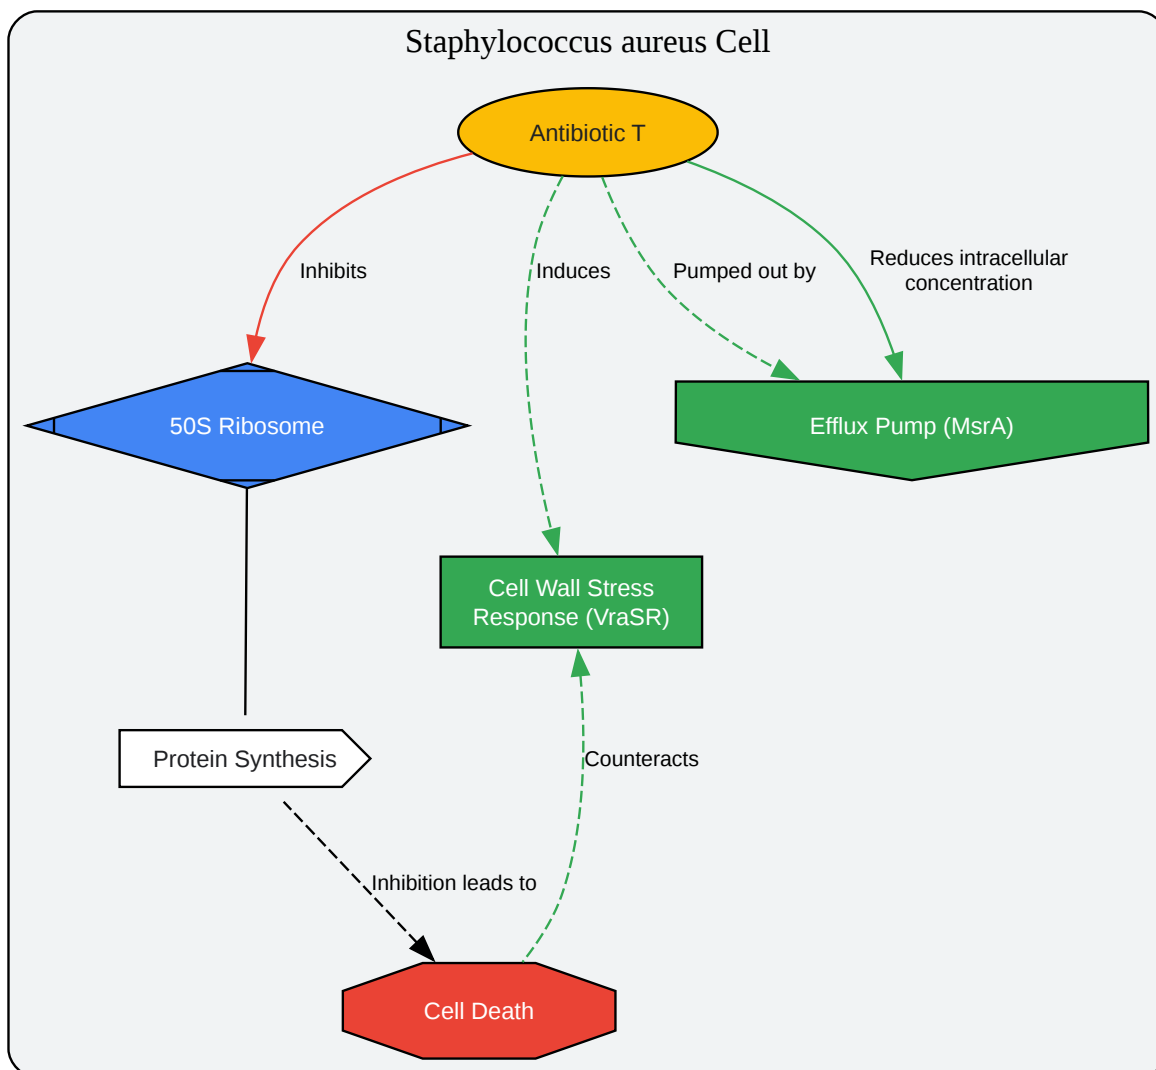 Staphylococcus aureus Cell
Antibiotic T
Inhibits
Induces
Pumped out by
Reduces intracellular
concentration
50S Ribosome
Efflux Pump (MsrA)
Cell Wall Stress
Response (VraSR)
Protein Synthesis
Counteracts
Inhibition leads to
Cell Death